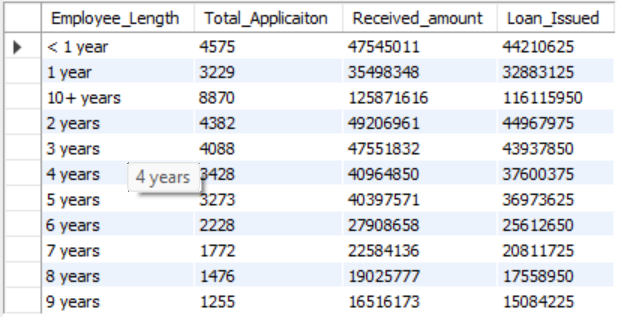 Employee_Length Total_Applicaiton Received_amount Loan_Issued
< 1 year 4575 47545011 44210625
1 year 3229 35498348 32883125
10+ years 8870 125871616 116115950
2 years 4382 49206961 44967975
3 years 4088 47551832 43937850
4 years 4 years 3428 40964850 37600375
5 years 3273 40397571 36973625
6 years 2228 27908658 25612650
7 years 1772 22584136 20811725
8 years 1476 19025777 17558950
9 years 1255 16516173 15084225